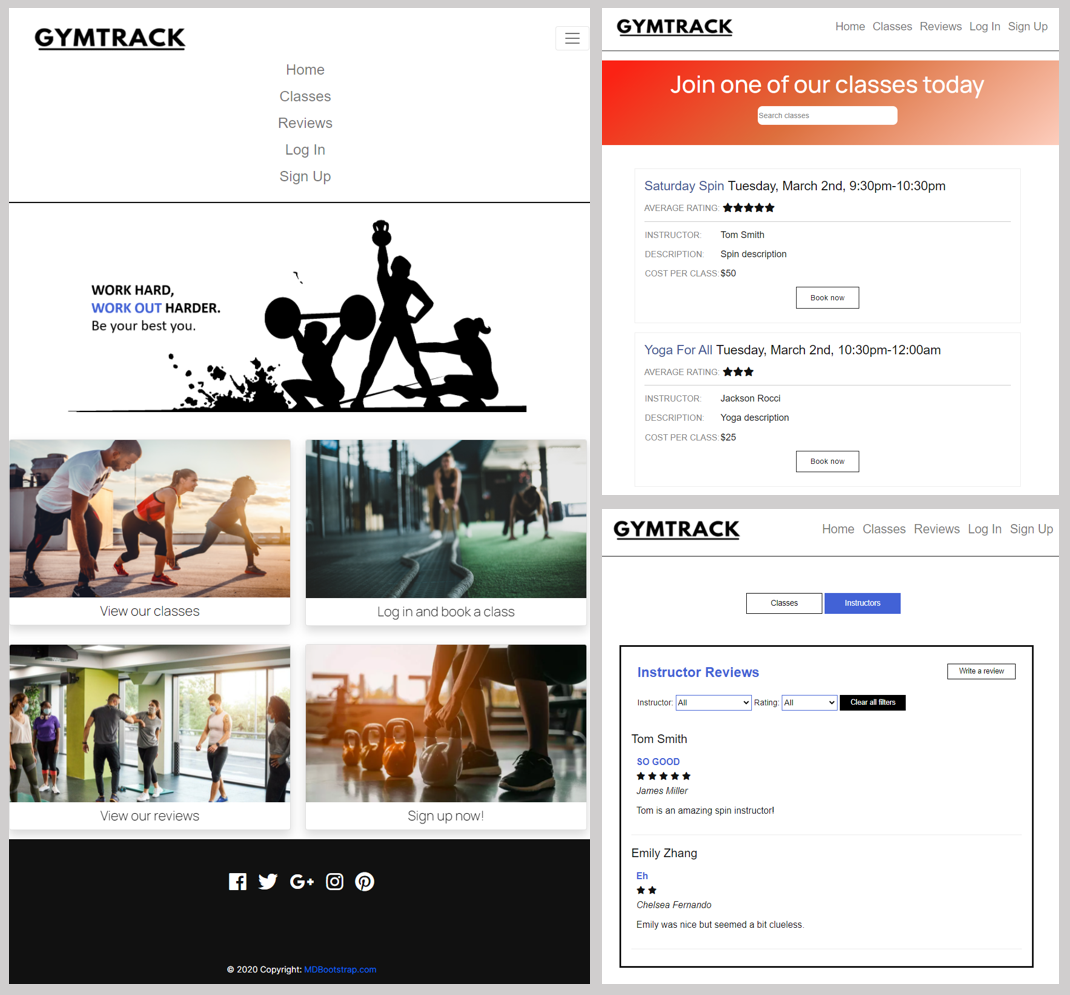 GYMTRACK
Home
Classes
Reviews
Log In
Sign Up
WORK HARD,
WORK OUT HARDER.
Be your best you.
View our classes
Log in and book a class
View our reviews
Sign up now!
© 2020 Copyright: MDBootstrap.com
GYMTRACK
Home Classes Reviews Log In Sign Up
Join one of our classes today
Search classes
Saturday Spin Tuesday, March 2nd, 9:30pm-10:30pm
AVERAGE RATING: ★★★★★
INSTRUCTOR: Tom Smith
DESCRIPTION: Spin description
COST PER CLASS: $50
Book now
Yoga For All Tuesday, March 2nd, 10:30pm-12:00am
AVERAGE RATING: ★★★
INSTRUCTOR: Jackson Rocci
DESCRIPTION: Yoga description
COST PER CLASS: $25
Book now
GYMTRACK
Home Classes Reviews Log In Sign Up
Classes Instructors
Instructor Reviews
Write a review
Instructor: All Rating: All Clear all filters
Tom Smith
SO GOOD
★★★★★
James Miller
Tom is an amazing spin instructor!
Emily Zhang
Eh
★★
Chelsea Fernando
Emily was nice but seemed a bit clueless.